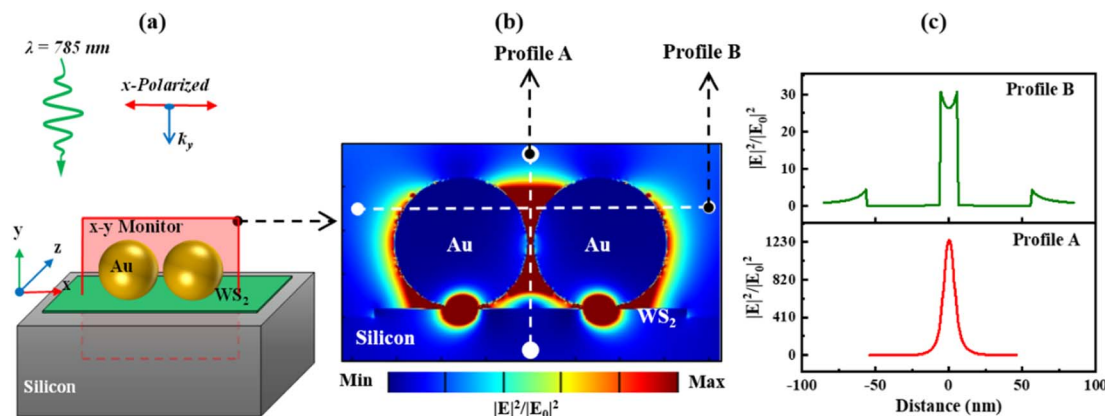 (a)
λ = 785 nm
x-Polarized
k_y
y
z
x
x-y Monitor
Au
WS₂
Silicon
(b)
Profile A
Profile B
Au
Au
WS₂
Silicon
Min
Max
|E|²/|E₀|²
(c)
Profile B
|E|²/|E₀|²
30
20
10
0
Profile A
|E|²/|E₀|²
1230
820
410
0
-100
-50
0
50
100
Distance (nm)